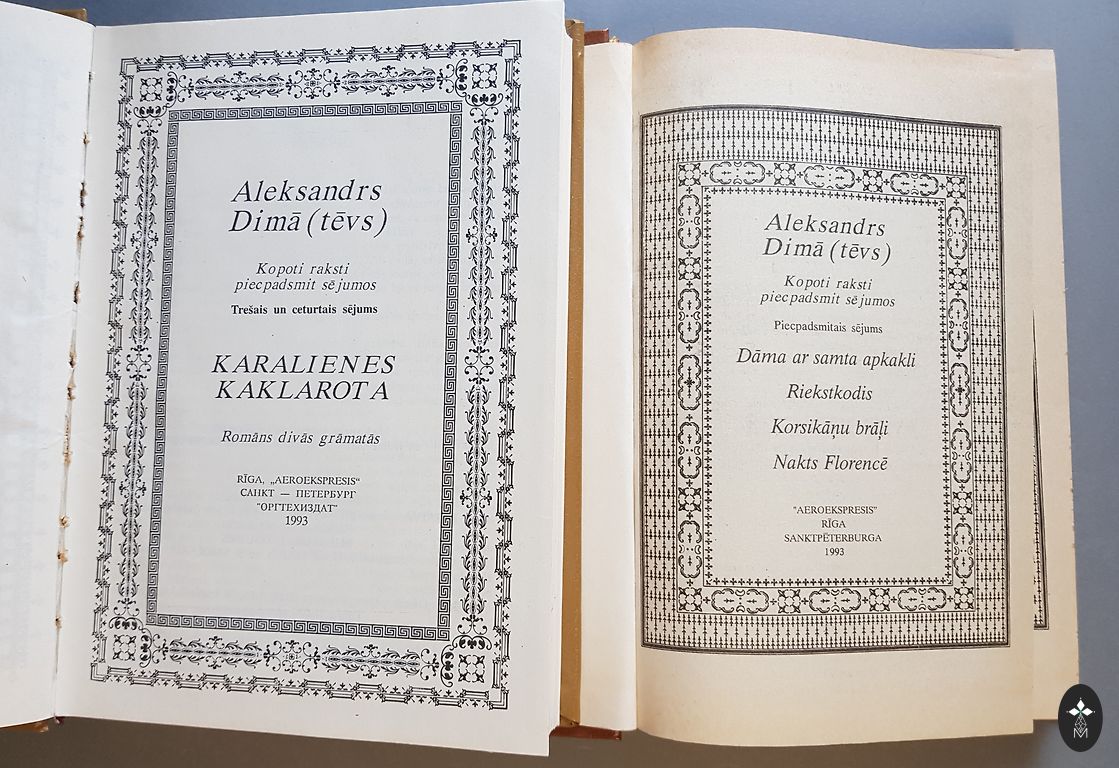 Aleksandrs
Dimā (tēvs)
Kopoti raksti
piecpadsmit sējumos
Trešais un ceturtais sējums
KARALIENES
KAKLAROTA
Romāns divās grāmatās
RĪGA, „AEROEKSPRESIS“
САНКТ — ПЕТЕРБУРГ
"ОРГТЕХИЗДАТ"
1993
Aleksandrs
Dimā (tēvs)
Kopoti raksti
piecpadsmit sējumos
Piecpadsmitais sējums
Dāma ar samta apkakli
Riekstkodis
Korsikāņu brāļi
Nakts Florencē
"AEROEKSPRESIS"
RĪGA
SANKTPĒTERBURGA
1993
M